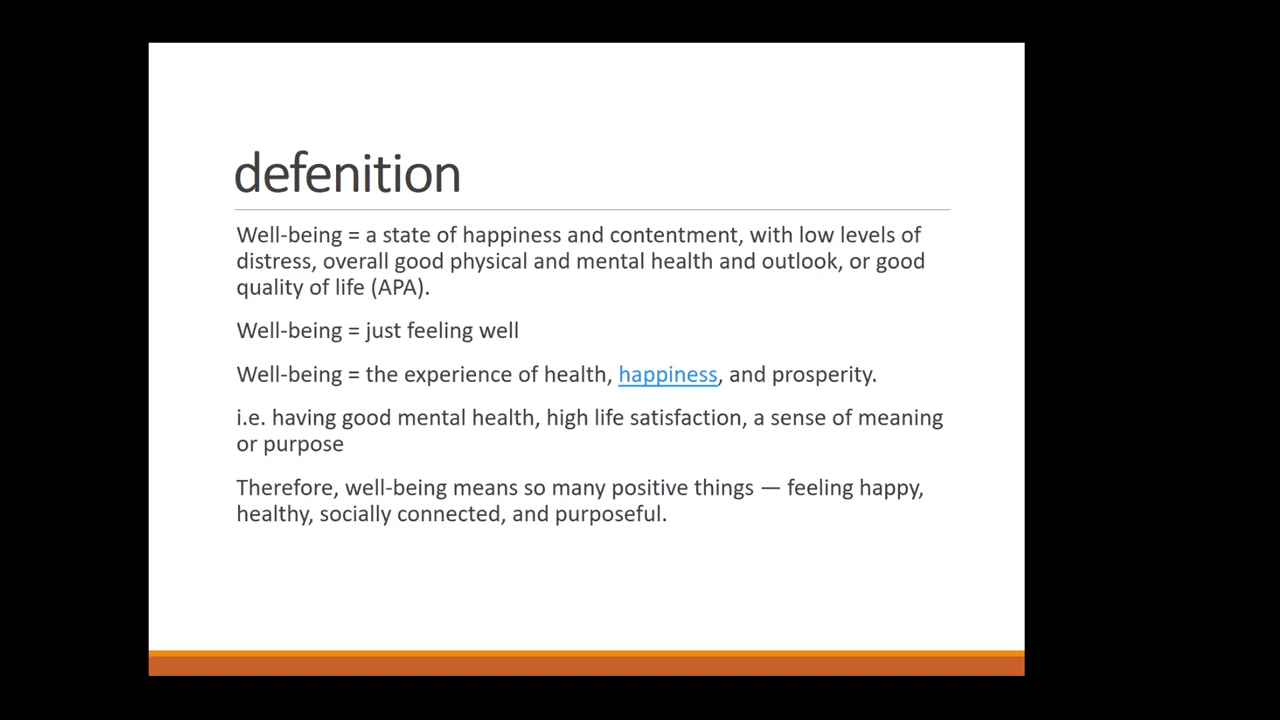 defenition
Well-being = a state of happiness and contentment, with low levels of
distress, overall good physical and mental health and outlook, or good
quality of life (APA).
Well-being = just feeling well
Well-being = the experience of health, happiness, and prosperity.
i.e. having good mental health, high life satisfaction, a sense of meaning
or purpose
Therefore, well-being means so many positive things — feeling happy,
healthy, socially connected, and purposeful.